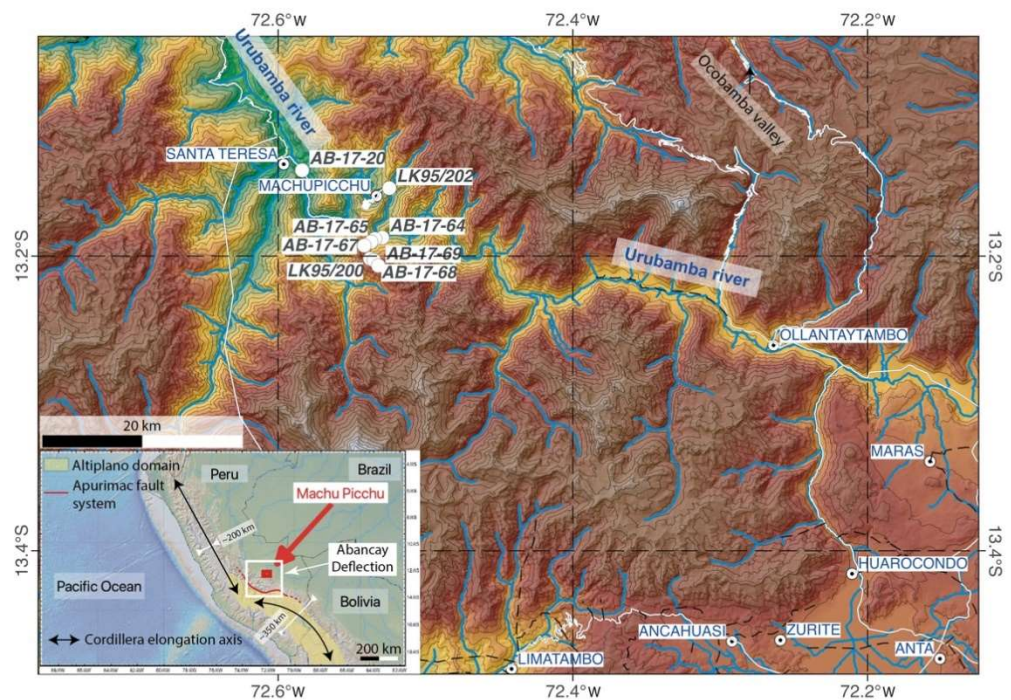 72.6°W
72.4°W
72.2°W
Urubamba river
Ocobamba valley
SANTA TERESA
AB-17-20
LK95/202
MACHUPICCHU
AB-17-65
AB-17-64
AB-17-67
AB-17-69
LK95/200
AB-17-68
13.2°S
13.2°S
Urubamba river
OLLANTAYTAMBO
20 km
MARAS
Altiplano domain
Apurimac fault
system
Peru
Brazil
Machu Picchu
~200 km
Abancay
Deflection
Pacific Ocean
Bolivia
~350 km
Cordillera elongation axis
200 km
13.4°S
13.4°S
HUAROCONDO
ANCAHUASI
ZURITE
ANTA
LIMATAMBO
72.6°W
72.4°W
72.2°W